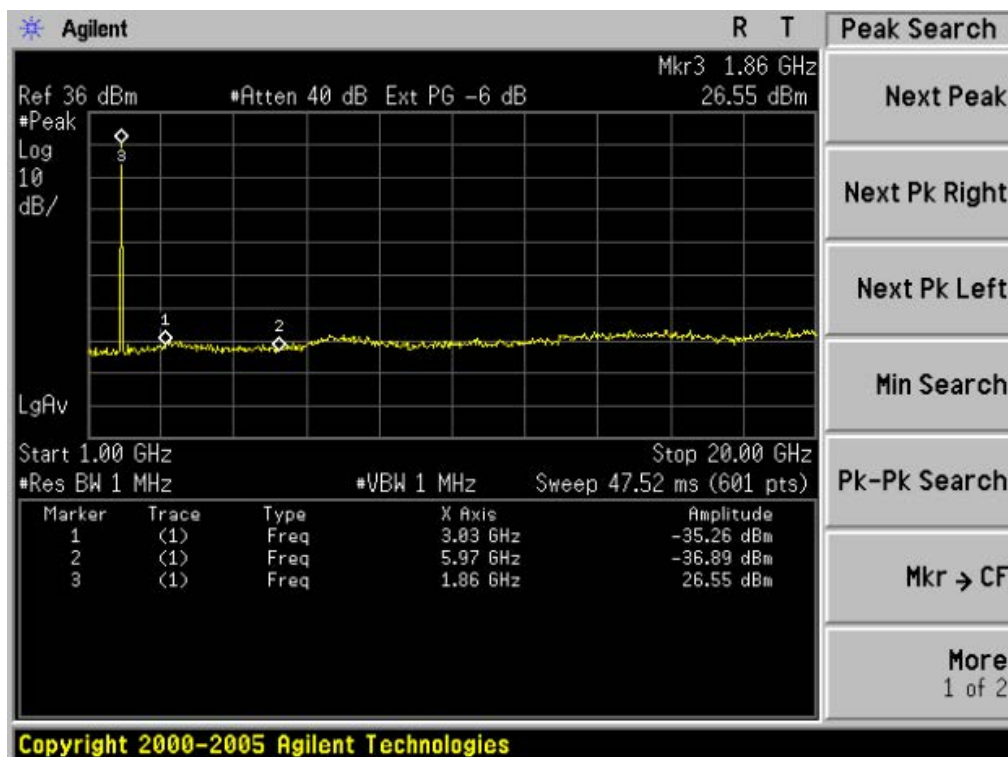 Agilent R T
Peak Search
Mkr3 1.86 GHz
Ref 36 dBm #Atten 40 dB Ext PG -6 dB 26.55 dBm
#Peak
Log
10
dB/
3
1
2
LgAv
Start 1.00 GHz Stop 20.00 GHz
#Res BW 1 MHz #VBW 1 MHz Sweep 47.52 ms (601 pts)
Marker Trace Type X Axis Amplitude
1 (1) Freq 3.03 GHz -35.26 dBm
2 (1) Freq 5.97 GHz -36.89 dBm
3 (1) Freq 1.86 GHz 26.55 dBm
Next Peak
Next Pk Right
Next Pk Left
Min Search
Pk-Pk Search
Mkr → CF
More
1 of 2
Copyright 2000-2005 Agilent Technologies